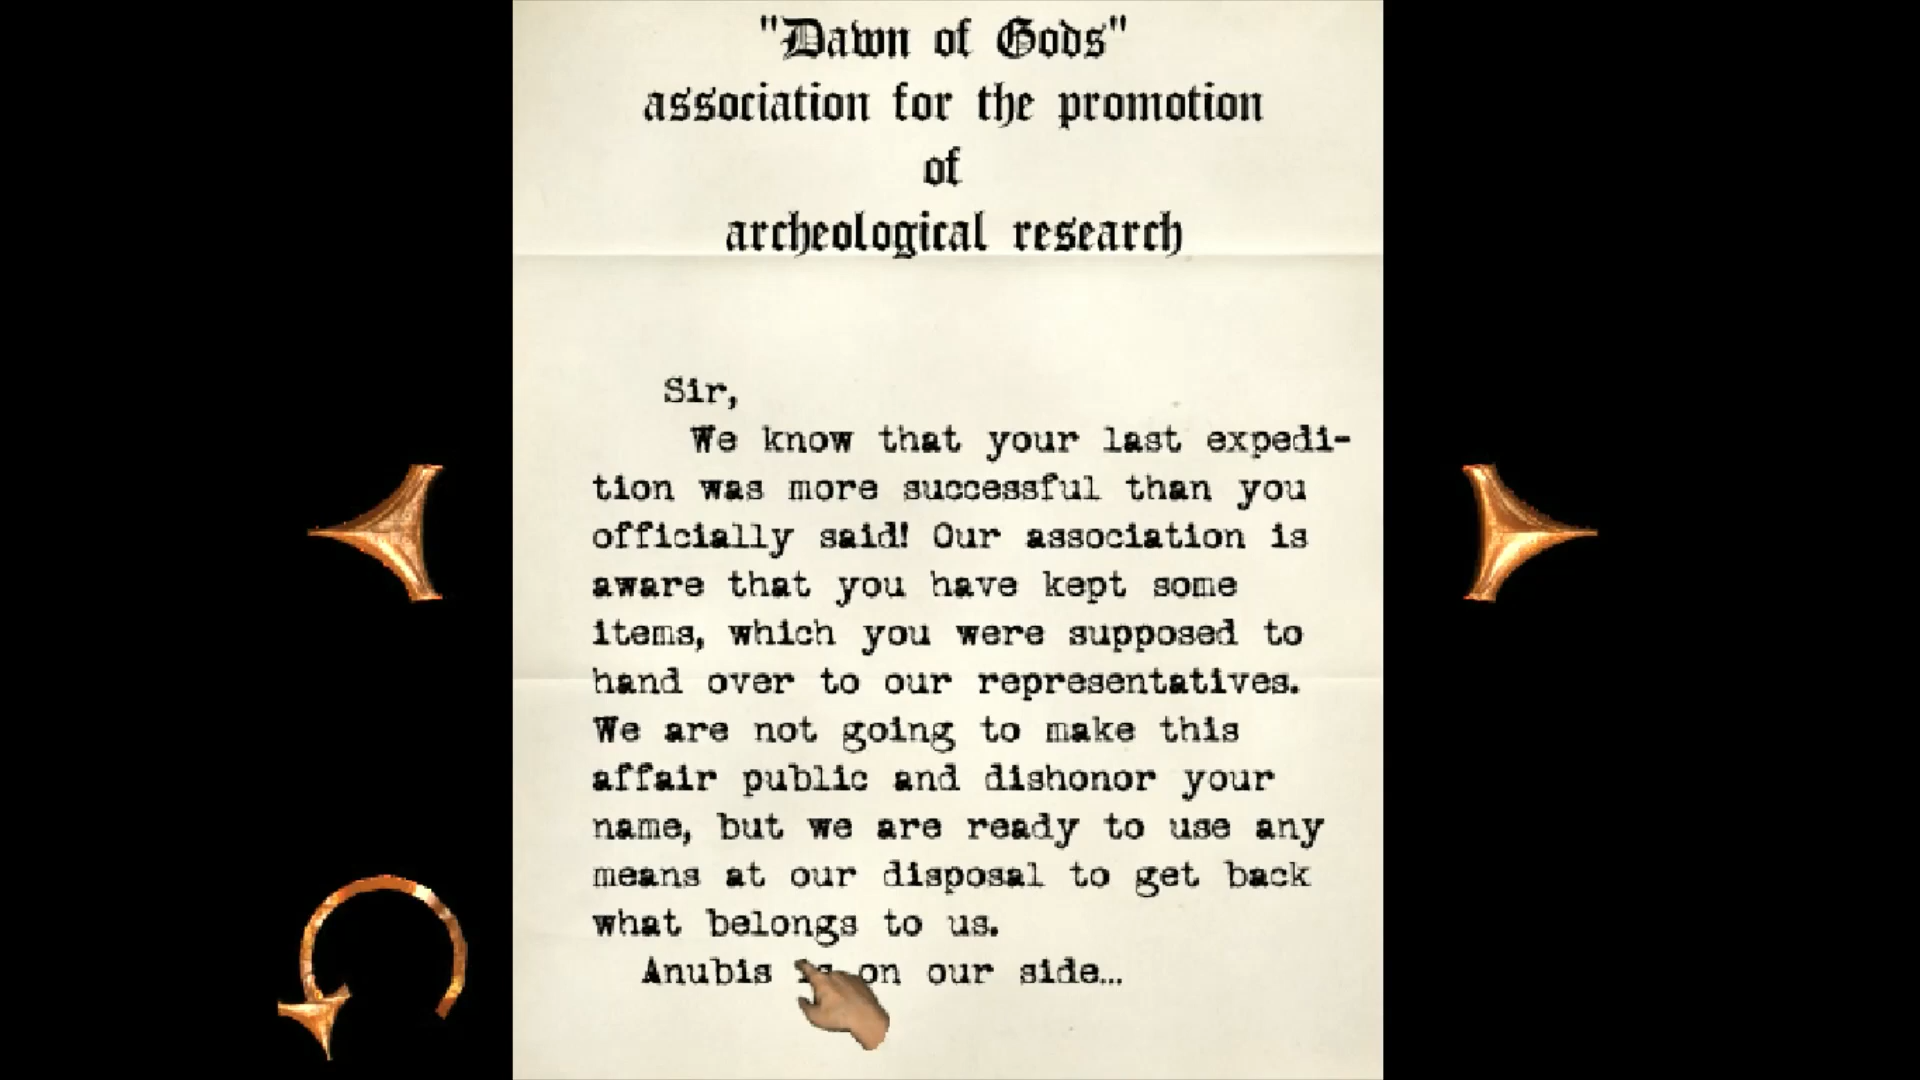 "Dawn of Gods"
association for the promotion
of
archeological research
Sir,
We know that your last expedi-
tion was more successful than you
officially said! Our association is
aware that you have kept some
items, which you were supposed to
hand over to our representatives.
We are not going to make this
affair public and dishonor your
name, but we are ready to use any
means at our disposal to get back
what belongs to us.
Anubis is on our side...